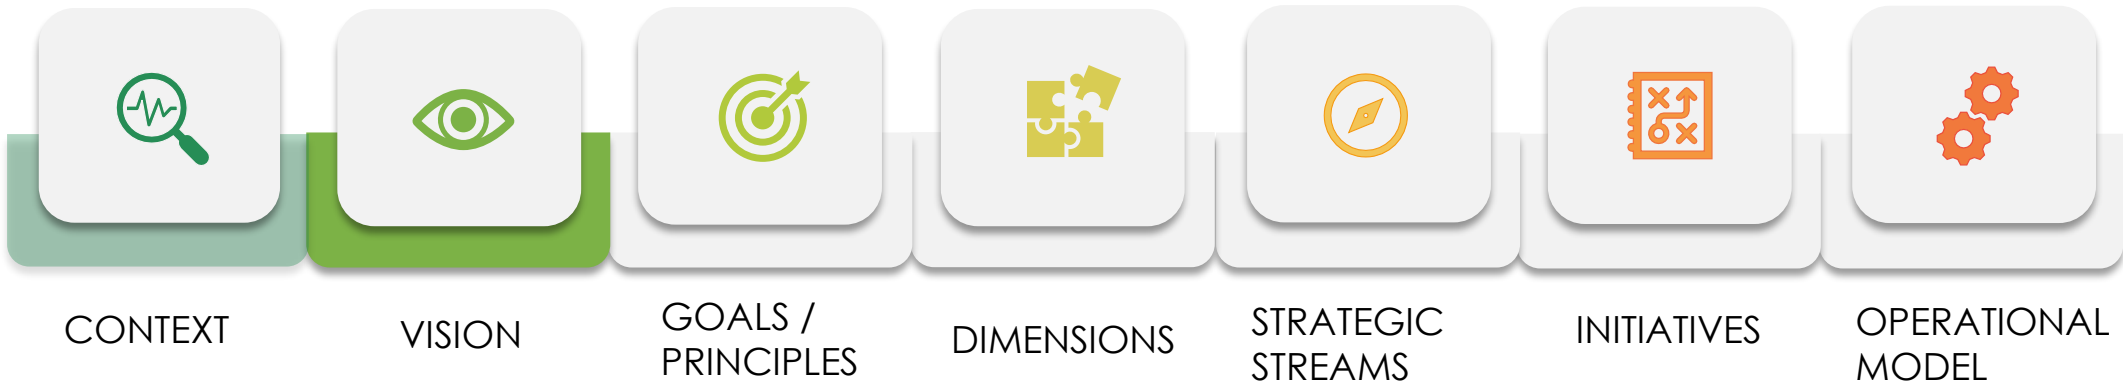 CONTEXT
VISION
GOALS /
PRINCIPLES
DIMENSIONS
STRATEGIC
STREAMS
INITIATIVES
OPERATIONAL
MODEL